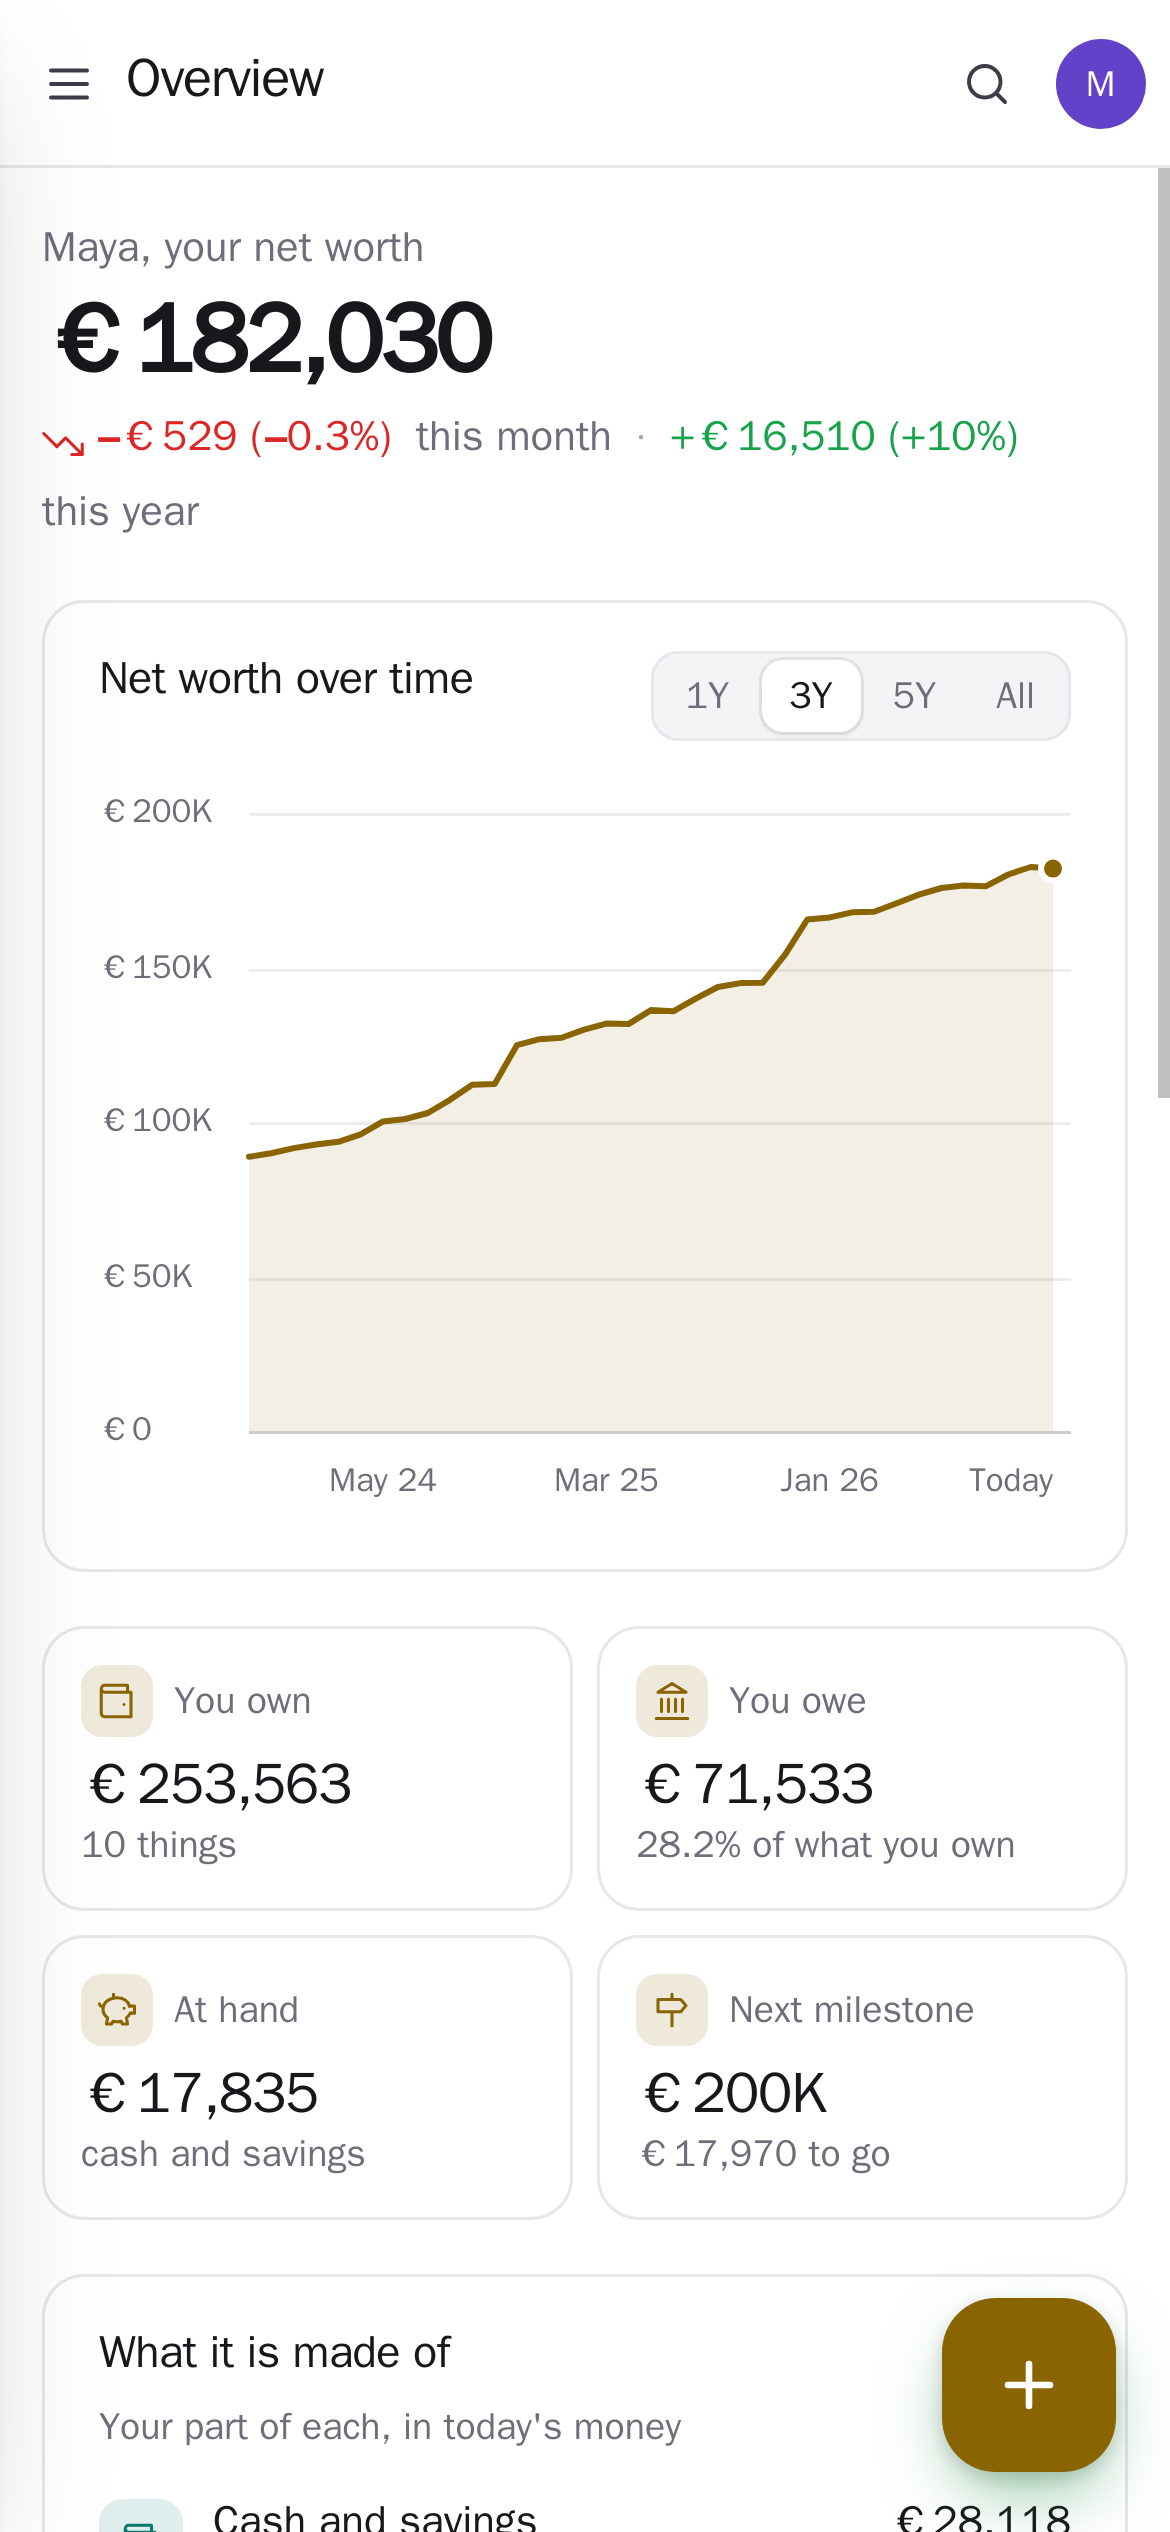 Overview
M
Maya, your net worth
€ 182,030
−€ 529 (−0.3%) this month · +€ 16,510 (+10%)
this year
Net worth over time
1Y 3Y 5Y All
€ 200K
€ 150K
€ 100K
€ 50K
€ 0
May 24 Mar 25 Jan 26 Today
You own
€ 253,563
10 things
You owe
€ 71,533
28.2% of what you own
At hand
€ 17,835
cash and savings
Next milestone
€ 200K
€ 17,970 to go
What it is made of
Your part of each, in today's money
Cash and savings € 28,118